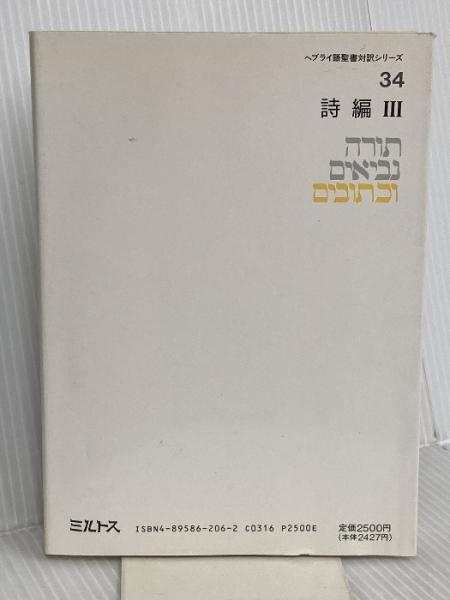 ヘブライ語聖書対訳シリーズ
34
詩編 III
תורה
נביאים
וכתובים
ミルトス ISBN4-89586-206-2 C0316 P2500E 定価2500円
(本体2427円)